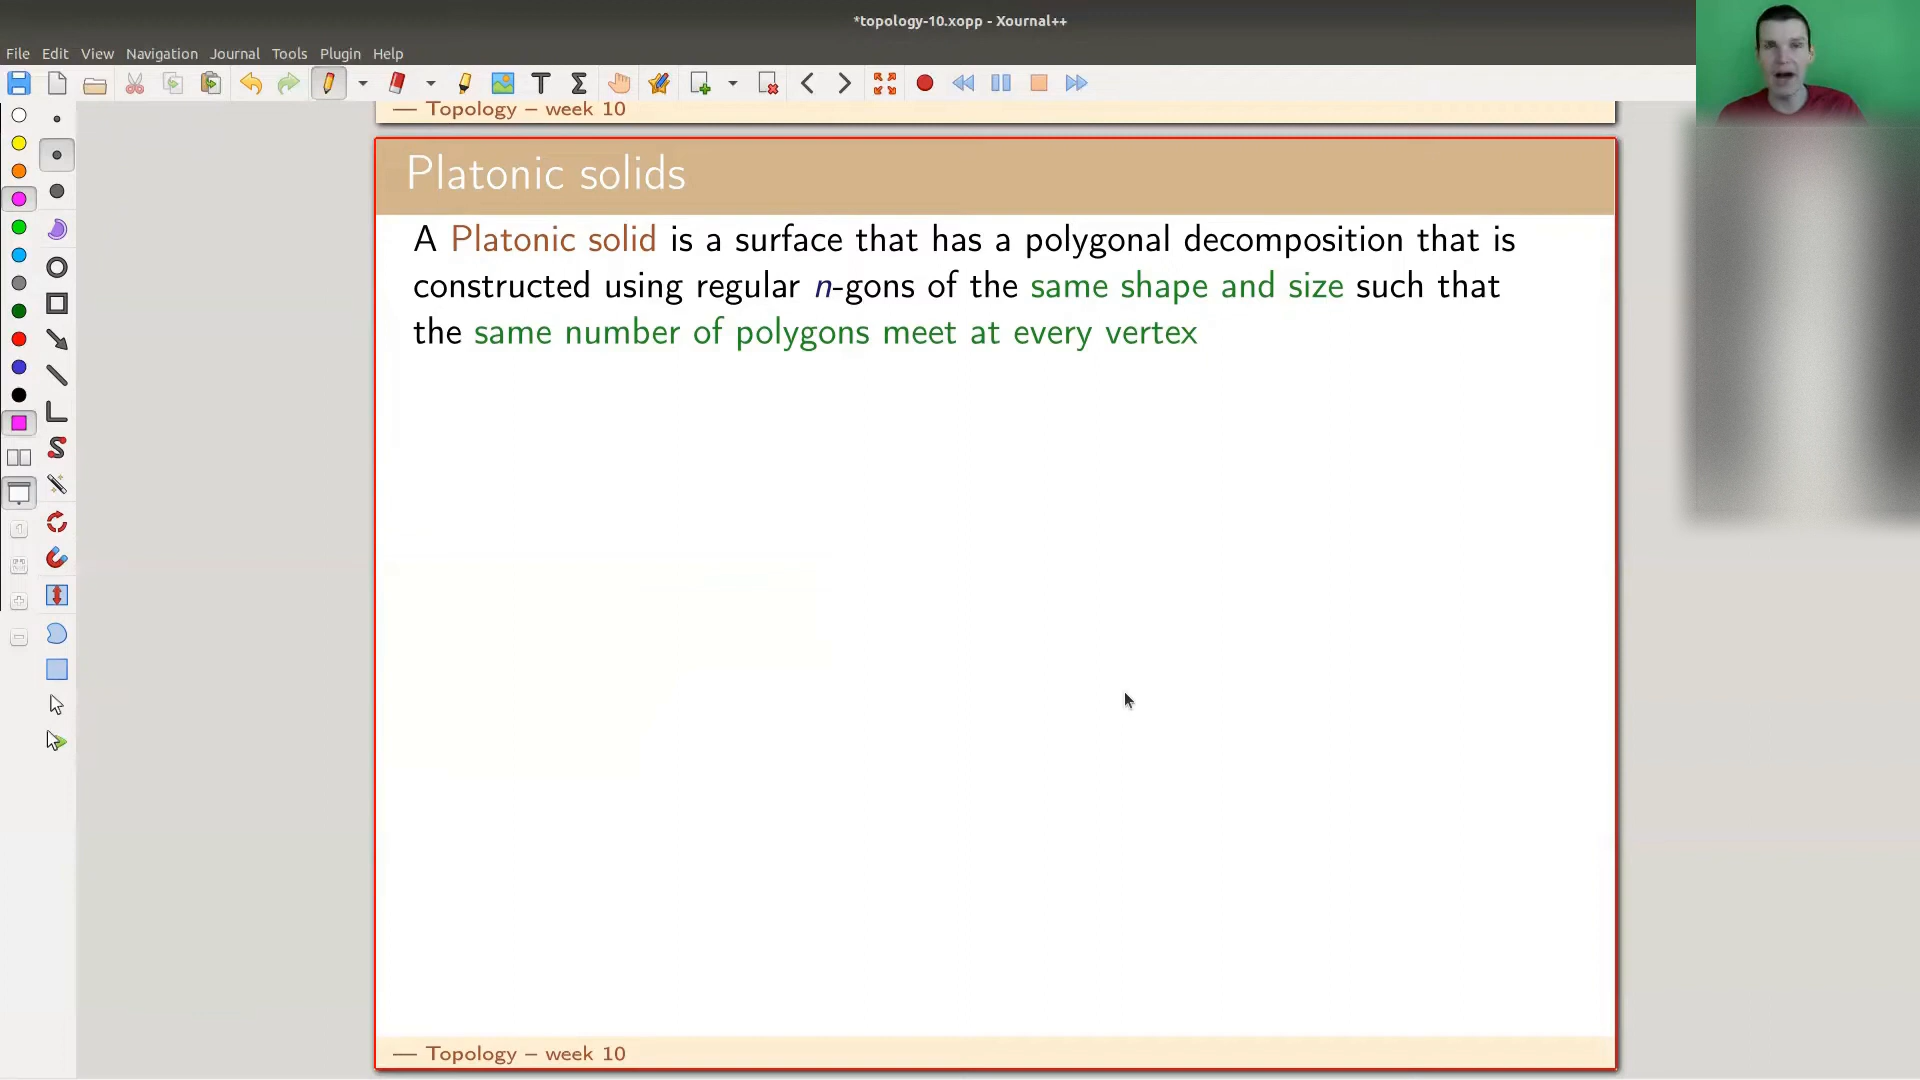 *topology-10.xopp - Xournal++
File Edit View Navigation Journal Tools Plugin Help
— Topology – week 10
Platonic solids
A Platonic solid is a surface that has a polygonal decomposition that is
constructed using regular n-gons of the same shape and size such that
the same number of polygons meet at every vertex
— Topology – week 10